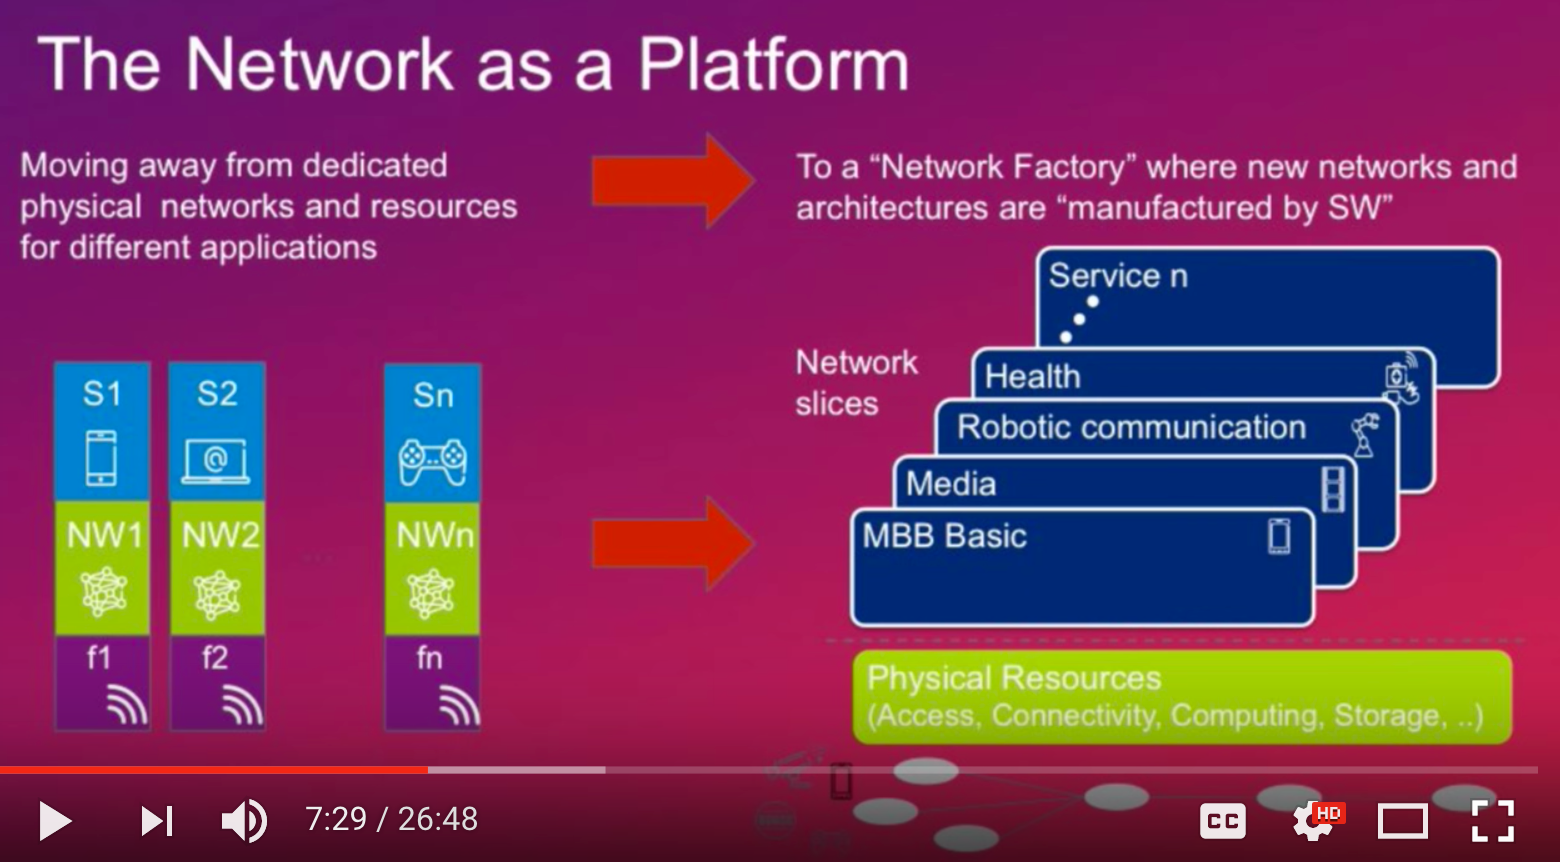 The Network as a Platform
Moving away from dedicated
physical networks and resources
for different applications
To a “Network Factory” where new networks and
architectures are “manufactured by SW”
Service n
Network
slices
Health
Robotic communication
Media
MBB Basic
S1
S2
Sn
@
NW1
NW2
...
NWn
f1
f2
fn
Physical Resources
(Access, Connectivity, Computing, Storage, ..)
7:29 / 26:48
CC
HD